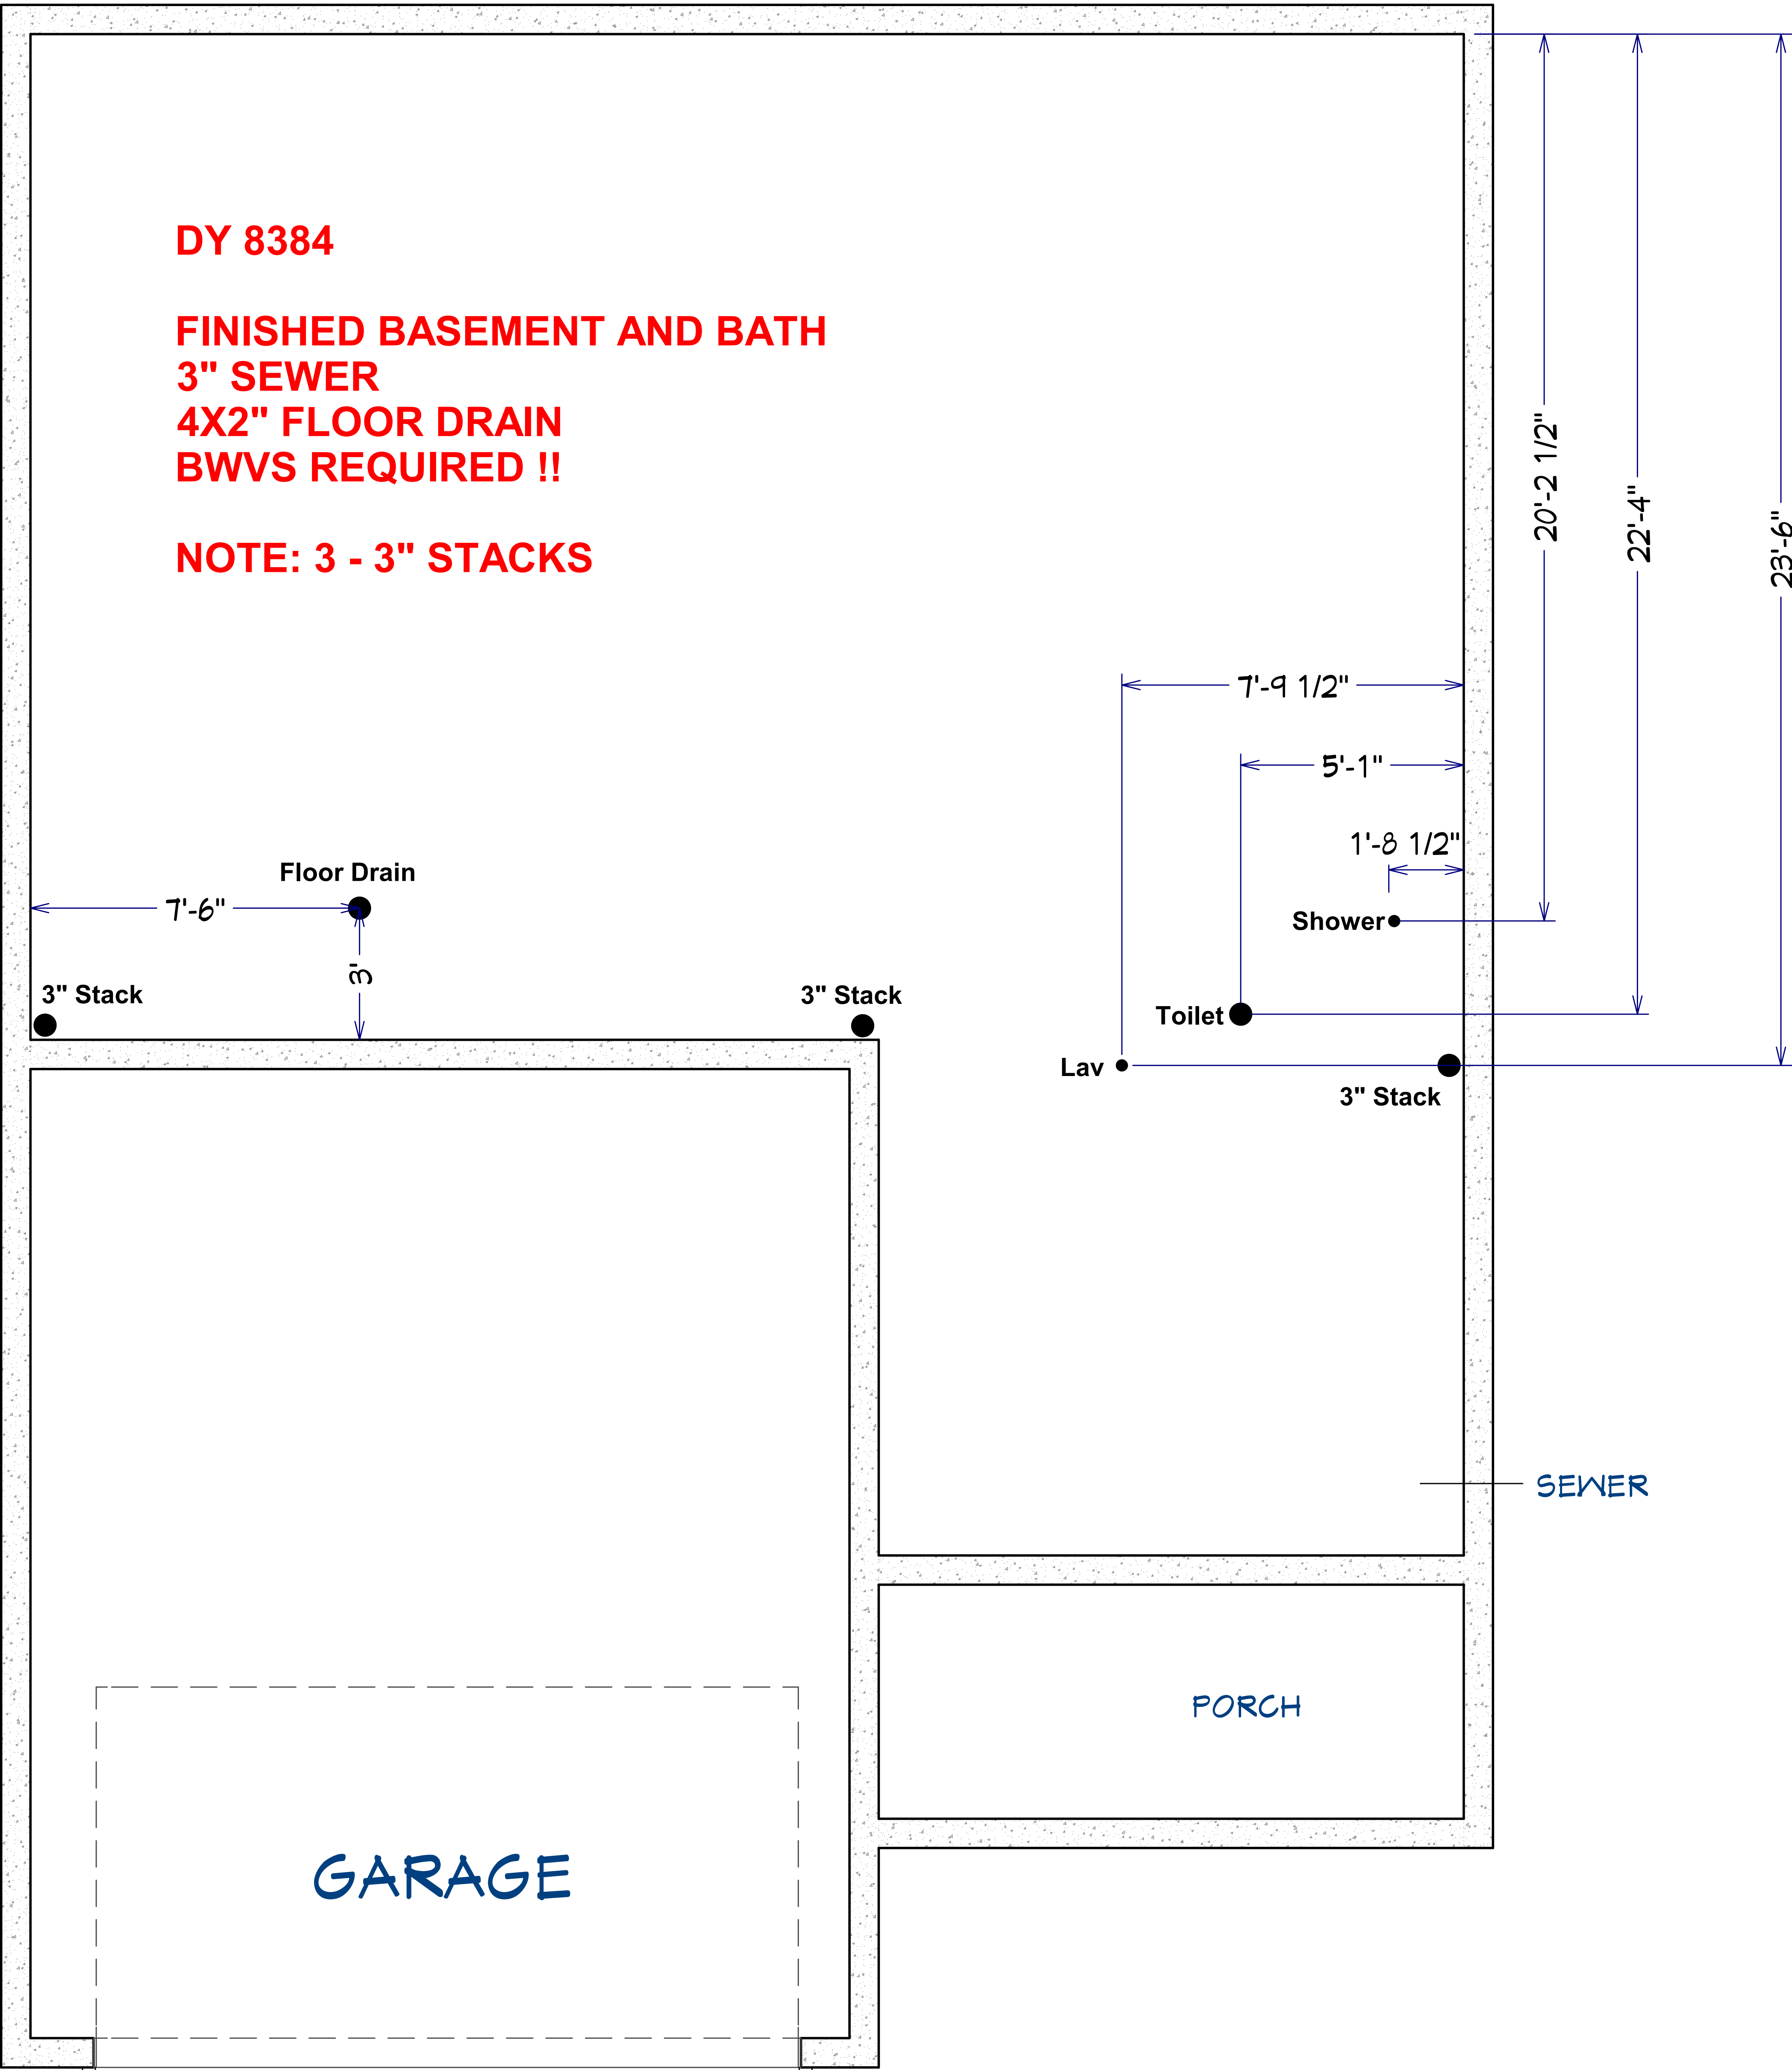 DY 8384
FINISHED BASEMENT AND BATH
3" SEWER
4X2" FLOOR DRAIN
BWVS REQUIRED !!
NOTE: 3 - 3" STACKS
20'-2 1/2"
22'-4"
23'-6"
7'-9 1/2"
5'-1"
1'-8 1/2"
Floor Drain
7'-6"
Shower
3'
3" Stack
3" Stack
Toilet
Lav
3" Stack
SEWER
PORCH
GARAGE